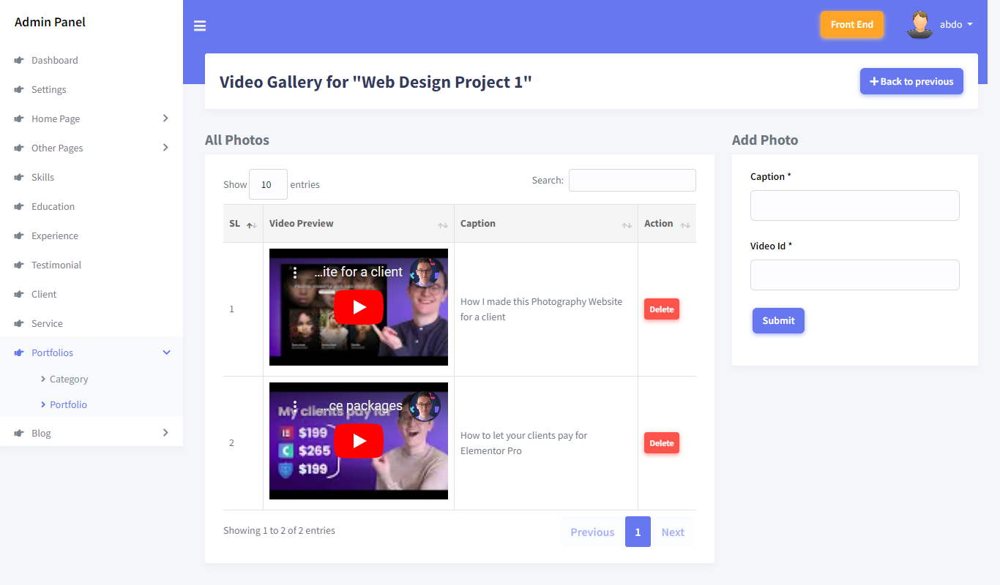 Admin Panel
Front End
abdo
Dashboard
Settings
Home Page
Other Pages
Skills
Education
Experience
Testimonial
Client
Service
Portfolios
Category
Portfolio
Blog
Video Gallery for "Web Design Project 1"
Back to previous
All Photos
Show 10 entries
Search:
SL Video Preview Caption Action
...ite for a client
1
How I made this Photography Website
for a client
Delete
...ce packages
My clients pay for
$199
$265
$199
2
How to let your clients pay for
Elementor Pro
Delete
Showing 1 to 2 of 2 entries
Previous 1 Next
Add Photo
Caption *
Video Id *
Submit